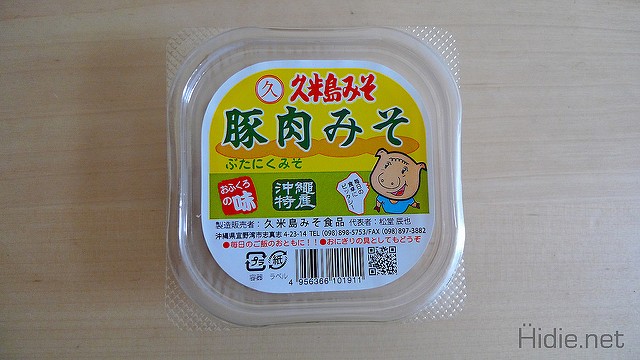 久 久米島みそ
豚肉みそ
ぶたにくみそ
おふくろの味
沖縄特産
製造販売者：久米島みそ食品 代表者：松堂 辰也
沖縄県宜野湾市志真志 4-23-14 TEL (098)898-5753/FAX (098)897-3882
●毎日のご飯のおともに！！●おにぎりの具としてもどうぞ
プラ 紙
容器 ラベル
4 956366 101911
Hidie.net